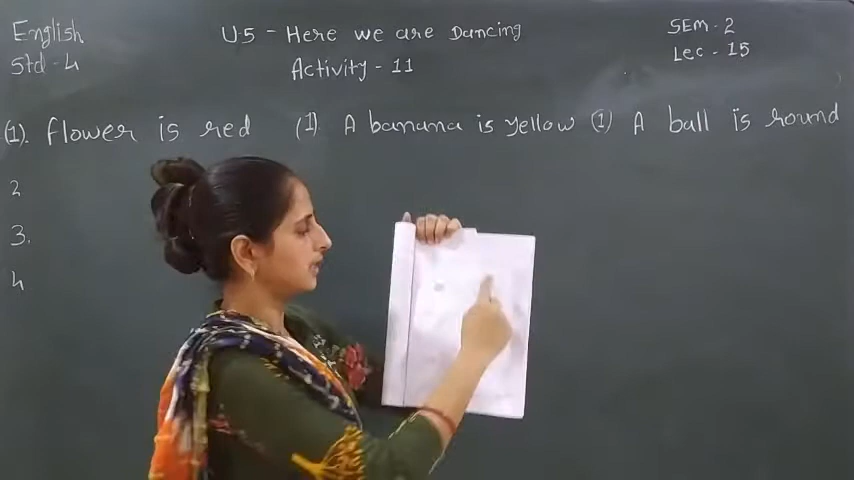 English
Std - 4
U.5 - Here we are Dancing
Activity - 11
SEM - 2
Lec - 15
(1). flower is red
(1). A banana is yellow
(1) A ball is round
2
3.
4